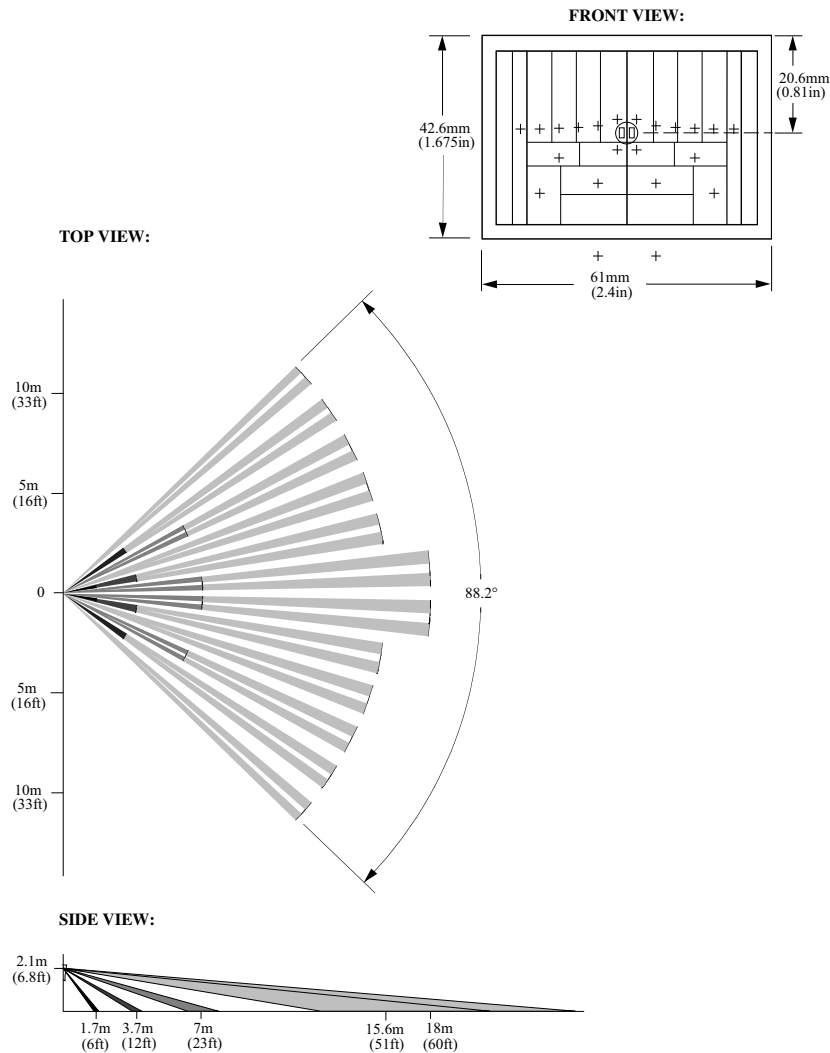 FRONT VIEW:
20.6mm
(0.81in)
42.6mm
(1.675in)
61mm
(2.4in)
TOP VIEW:
10m
(33ft)
5m
(16ft)
0
88.2°
5m
(16ft)
10m
(33ft)
SIDE VIEW:
2.1m
(6.8ft)
1.7m
(6ft)
3.7m
(12ft)
7m
(23ft)
15.6m
(51ft)
18m
(60ft)